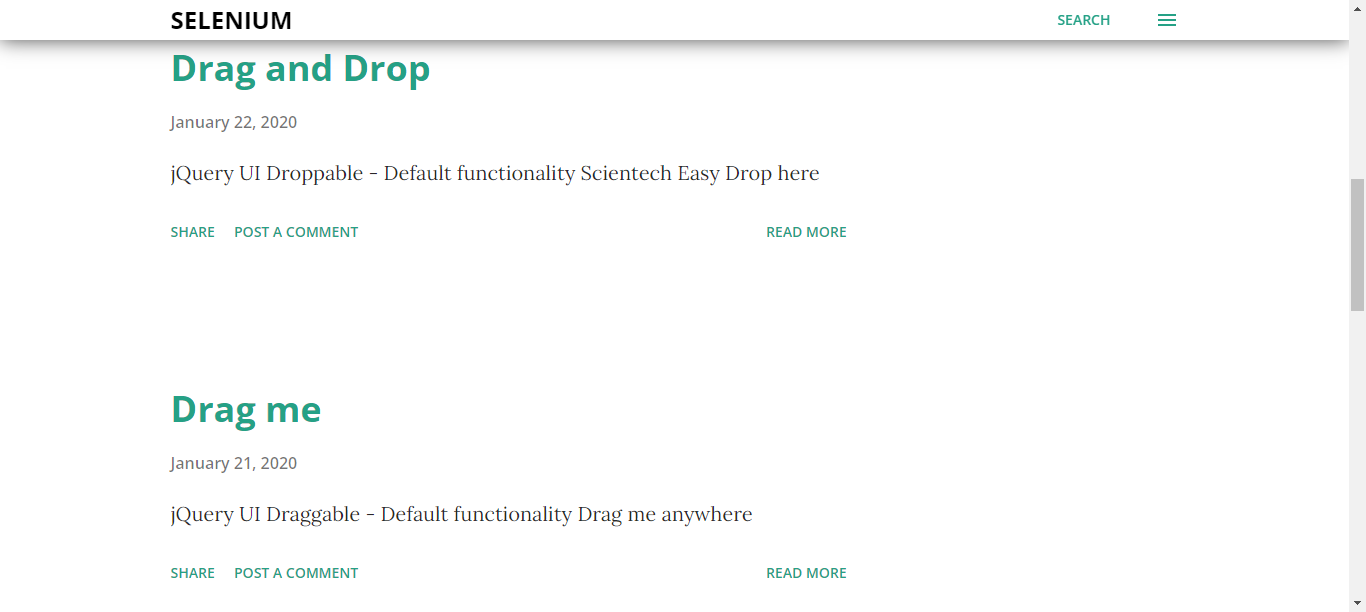 SELENIUM
SEARCH
Drag and Drop
January 22, 2020
jQuery UI Droppable - Default functionality Scientech Easy Drop here
SHARE POST A COMMENT READ MORE
Drag me
January 21, 2020
jQuery UI Draggable - Default functionality Drag me anywhere
SHARE POST A COMMENT READ MORE